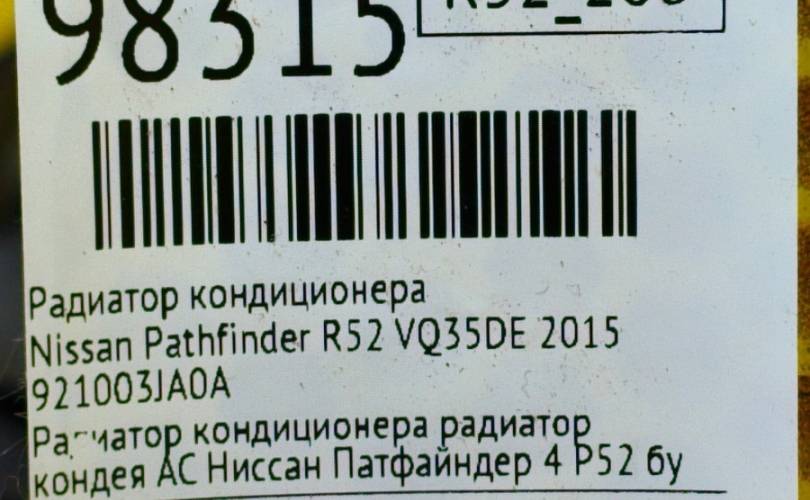 98315
Радиатор кондиционера
Nissan Pathfinder R52 VQ35DE 2015
921003JA0A
Радиатор кондиционера радиатор
кондея АС Ниссан Патфайндер 4 Р52 бу